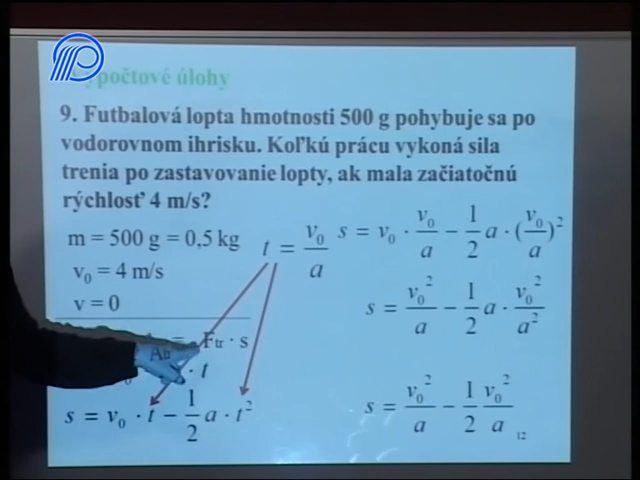 Výpočtové úlohy
9. Futbalová lopta hmotnosti 500 g pohybuje sa po
vodorovnom ihrisku. Koľkú prácu vykoná sila
trenia po zastavovanie lopty, ak mala začiatočnú
rýchlosť 4 m/s?
m = 500 g = 0,5 kg
v₀ = 4 m/s
v = 0
Ftr · s
· t
s = v₀ · t − 1/2 a · t²
t = v₀/a
s = v₀ · v₀/a − 1/2 a · (v₀/a)²
s = v₀²/a − 1/2 a · v₀²/a²
s = v₀²/a − 1/2 v₀²/a
12